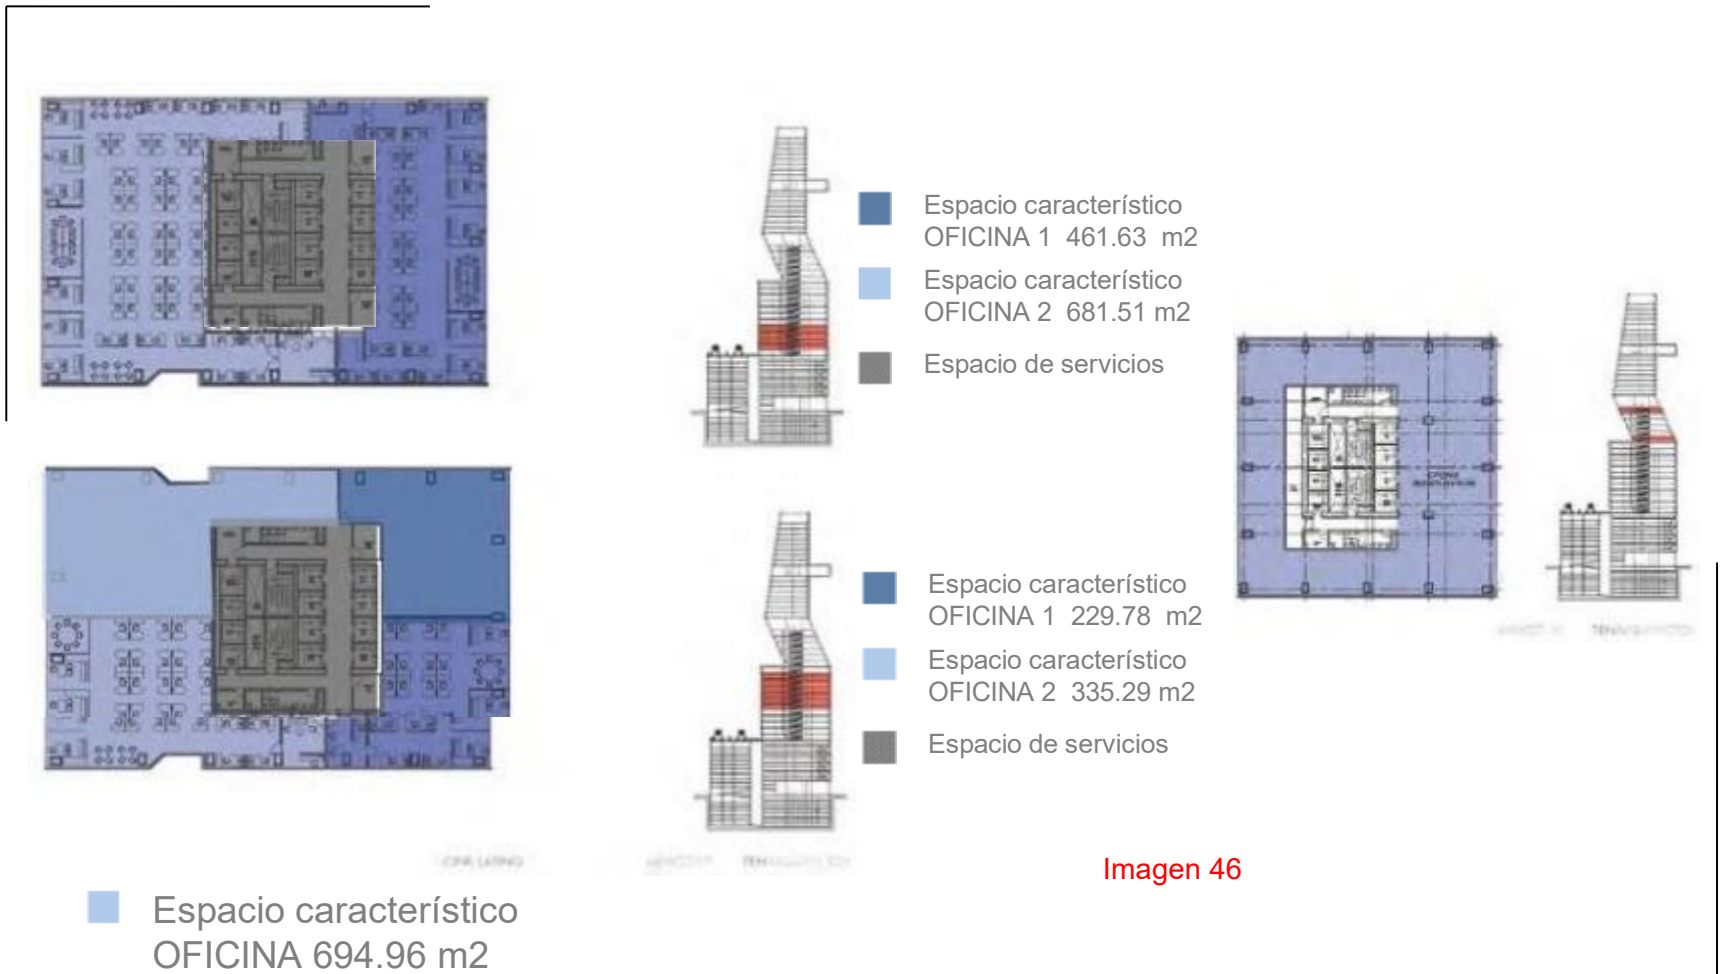 Espacio característico
OFICINA 1 461.63 m2
Espacio característico
OFICINA 2 681.51 m2
Espacio de servicios
Espacio característico
OFICINA 1 229.78 m2
Espacio característico
OFICINA 2 335.29 m2
Espacio de servicios
CINE LATINO
Imagen 46
Espacio característico
OFICINA 694.96 m2